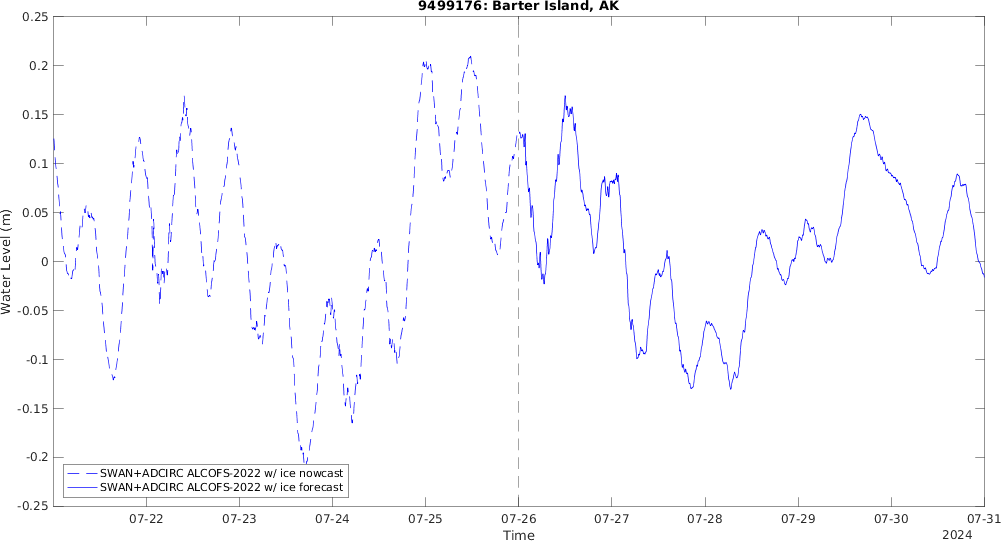 9499176: Barter Island, AK
0.25
0.2
0.15
0.1
0.05
0
-0.05
-0.1
-0.15
-0.2
-0.25
Water Level (m)
SWAN+ADCIRC ALCOFS-2022 w/ ice nowcast
SWAN+ADCIRC ALCOFS-2022 w/ ice forecast
07-22 07-23 07-24 07-25 07-26 07-27 07-28 07-29 07-30 07-31
Time
2024